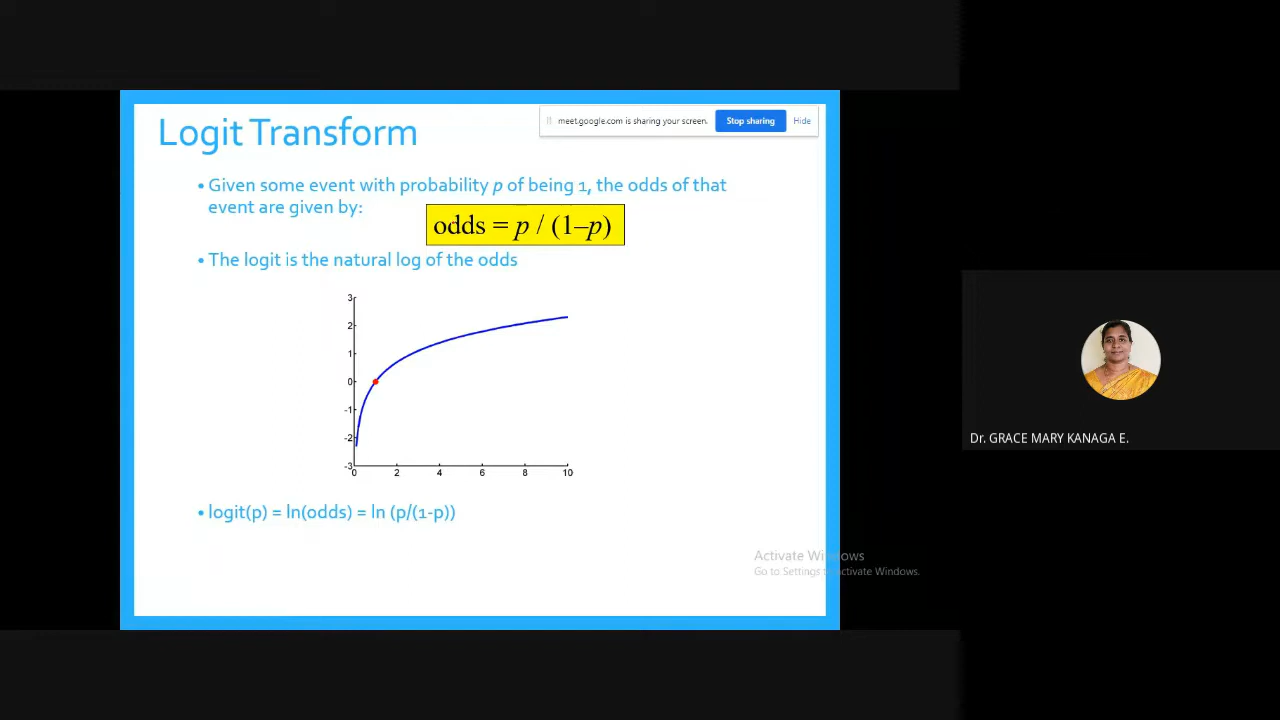 Logit Transform
meet.google.com is sharing your screen. Stop sharing Hide
• Given some event with probability p of being 1, the odds of that
event are given by:
odds = p / (1–p)
• The logit is the natural log of the odds
3
2
1
0
-1
-2
-3
0 2 4 6 8 10
• logit(p) = ln(odds) = ln (p/(1-p))
Activate Windows
Go to Settings to activate Windows.
Dr. GRACE MARY KANAGA E.